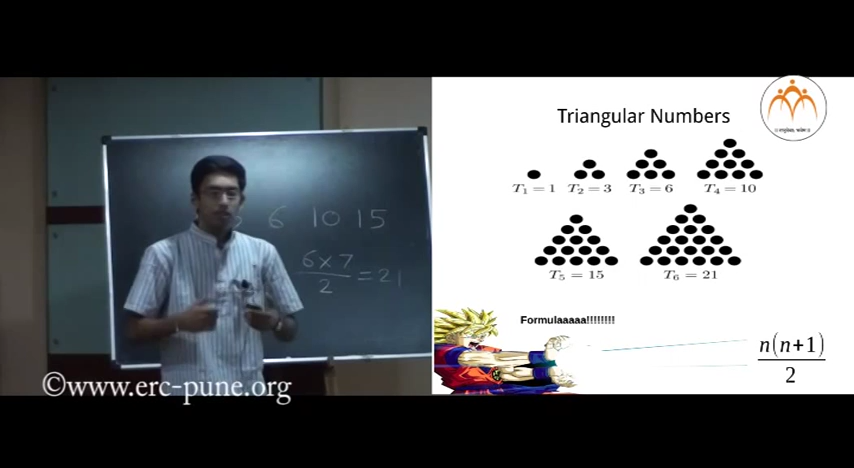 6 10 15
6 × 7
2
= 21
©www.erc-pune.org
Triangular Numbers
T₁ = 1 T₂ = 3 T₃ = 6 T₄ = 10
T₅ = 15 T₆ = 21
Formulaaaaa!!!!!!!!
n(n+1)
2